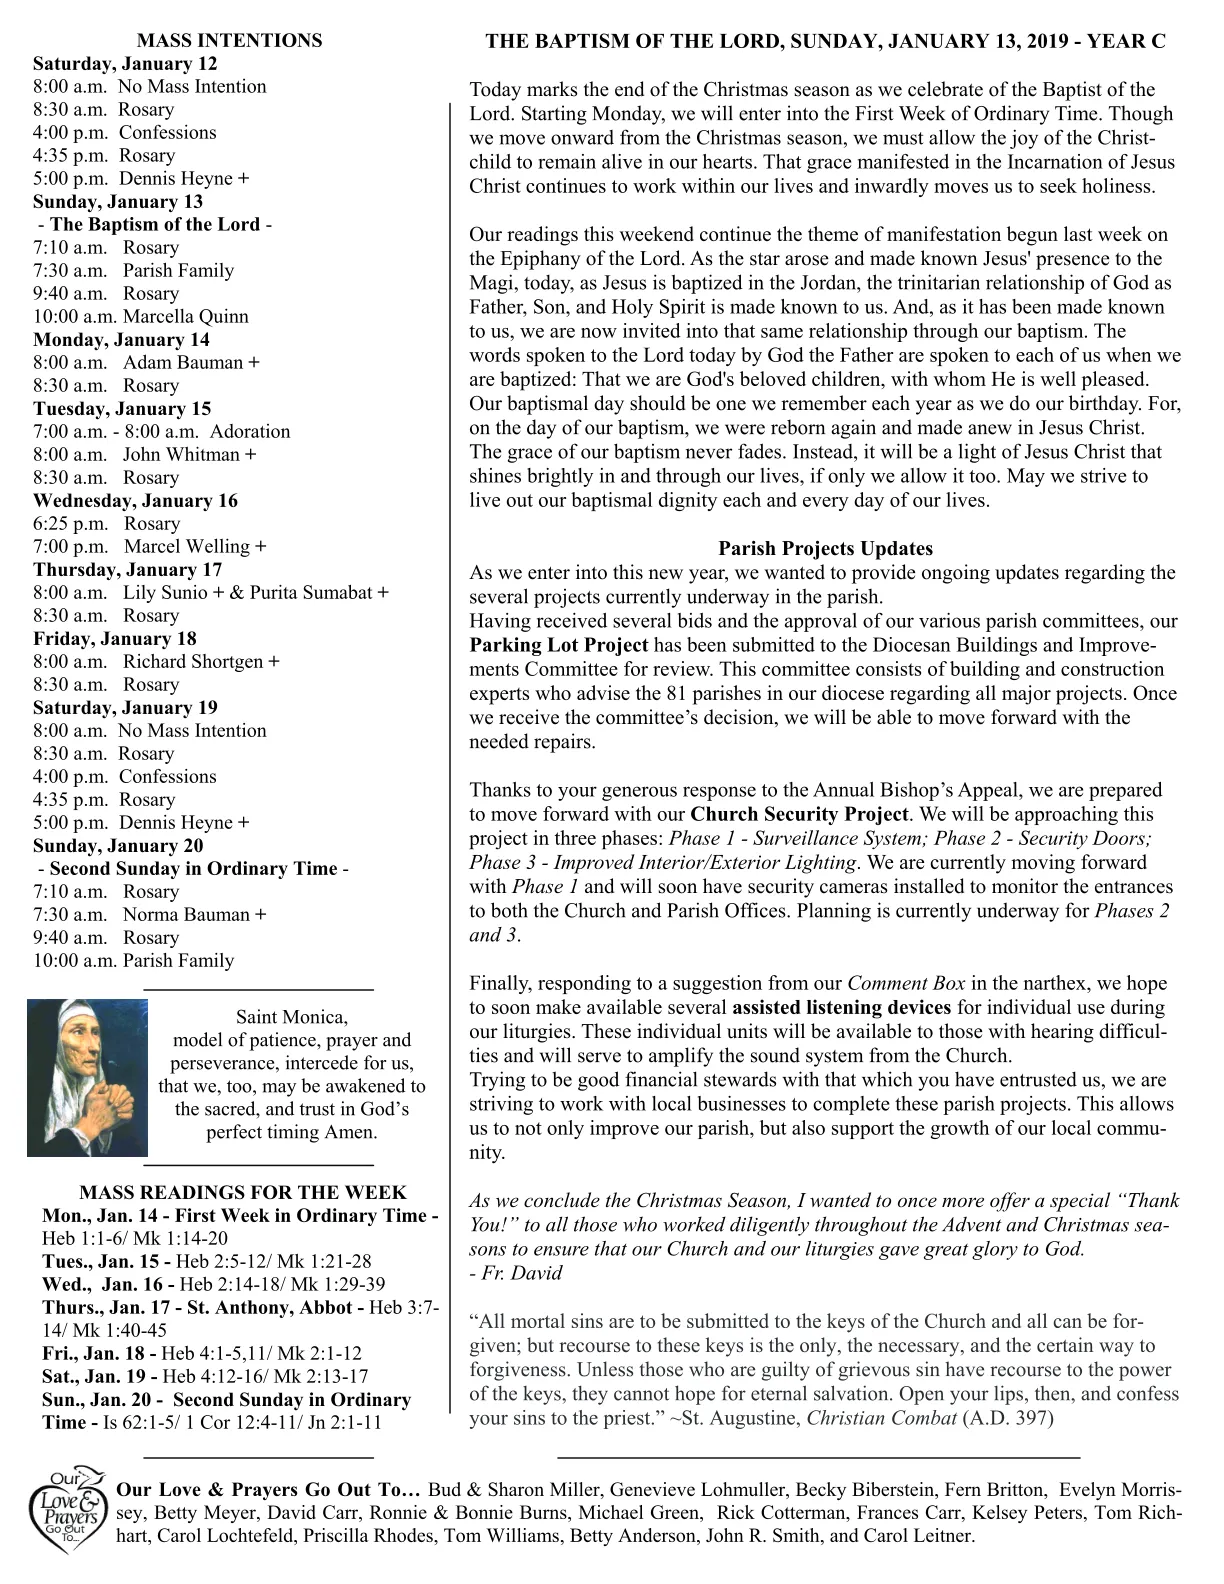 MASS INTENTIONS
Saturday, January 12
8:00 a.m. No Mass Intention
8:30 a.m. Rosary
4:00 p.m. Confessions
4:35 p.m. Rosary
5:00 p.m. Dennis Heyne +
Sunday, January 13
- The Baptism of the Lord -
7:10 a.m. Rosary
7:30 a.m. Parish Family
9:40 a.m. Rosary
10:00 a.m. Marcella Quinn
Monday, January 14
8:00 a.m. Adam Bauman +
8:30 a.m. Rosary
Tuesday, January 15
7:00 a.m. - 8:00 a.m. Adoration
8:00 a.m. John Whitman +
8:30 a.m. Rosary
Wednesday, January 16
6:25 p.m. Rosary
7:00 p.m. Marcel Welling +
Thursday, January 17
8:00 a.m. Lily Sunio + & Purita Sumabat +
8:30 a.m. Rosary
Friday, January 18
8:00 a.m. Richard Shortgen +
8:30 a.m. Rosary
Saturday, January 19
8:00 a.m. No Mass Intention
8:30 a.m. Rosary
4:00 p.m. Confessions
4:35 p.m. Rosary
5:00 p.m. Dennis Heyne +
Sunday, January 20
- Second Sunday in Ordinary Time -
7:10 a.m. Rosary
7:30 a.m. Norma Bauman +
9:40 a.m. Rosary
10:00 a.m. Parish Family
Saint Monica,
model of patience, prayer and
perseverance, intercede for us,
that we, too, may be awakened to
the sacred, and trust in God’s
perfect timing Amen.
MASS READINGS FOR THE WEEK
Mon., Jan. 14 - First Week in Ordinary Time -
Heb 1:1-6/ Mk 1:14-20
Tues., Jan. 15 - Heb 2:5-12/ Mk 1:21-28
Wed., Jan. 16 - Heb 2:14-18/ Mk 1:29-39
Thurs., Jan. 17 - St. Anthony, Abbot - Heb 3:7-
14/ Mk 1:40-45
Fri., Jan. 18 - Heb 4:1-5,11/ Mk 2:1-12
Sat., Jan. 19 - Heb 4:12-16/ Mk 2:13-17
Sun., Jan. 20 - Second Sunday in Ordinary
Time - Is 62:1-5/ 1 Cor 12:4-11/ Jn 2:1-11
THE BAPTISM OF THE LORD, SUNDAY, JANUARY 13, 2019 - YEAR C
Today marks the end of the Christmas season as we celebrate of the Baptist of the
Lord. Starting Monday, we will enter into the First Week of Ordinary Time. Though
we move onward from the Christmas season, we must allow the joy of the Christ-
child to remain alive in our hearts. That grace manifested in the Incarnation of Jesus
Christ continues to work within our lives and inwardly moves us to seek holiness.
Our readings this weekend continue the theme of manifestation begun last week on
the Epiphany of the Lord. As the star arose and made known Jesus' presence to the
Magi, today, as Jesus is baptized in the Jordan, the trinitarian relationship of God as
Father, Son, and Holy Spirit is made known to us. And, as it has been made known
to us, we are now invited into that same relationship through our baptism. The
words spoken to the Lord today by God the Father are spoken to each of us when we
are baptized: That we are God's beloved children, with whom He is well pleased.
Our baptismal day should be one we remember each year as we do our birthday. For,
on the day of our baptism, we were reborn again and made anew in Jesus Christ.
The grace of our baptism never fades. Instead, it will be a light of Jesus Christ that
shines brightly in and through our lives, if only we allow it too. May we strive to
live out our baptismal dignity each and every day of our lives.
Parish Projects Updates
As we enter into this new year, we wanted to provide ongoing updates regarding the
several projects currently underway in the parish.
Having received several bids and the approval of our various parish committees, our
Parking Lot Project has been submitted to the Diocesan Buildings and Improve-
ments Committee for review. This committee consists of building and construction
experts who advise the 81 parishes in our diocese regarding all major projects. Once
we receive the committee’s decision, we will be able to move forward with the
needed repairs.
Thanks to your generous response to the Annual Bishop’s Appeal, we are prepared
to move forward with our Church Security Project. We will be approaching this
project in three phases: Phase 1 - Surveillance System; Phase 2 - Security Doors;
Phase 3 - Improved Interior/Exterior Lighting. We are currently moving forward
with Phase 1 and will soon have security cameras installed to monitor the entrances
to both the Church and Parish Offices. Planning is currently underway for Phases 2
and 3.
Finally, responding to a suggestion from our Comment Box in the narthex, we hope
to soon make available several assisted listening devices for individual use during
our liturgies. These individual units will be available to those with hearing difficul-
ties and will serve to amplify the sound system from the Church.
Trying to be good financial stewards with that which you have entrusted us, we are
striving to work with local businesses to complete these parish projects. This allows
us to not only improve our parish, but also support the growth of our local commu-
nity.
As we conclude the Christmas Season, I wanted to once more offer a special “Thank
You!” to all those who worked diligently throughout the Advent and Christmas sea-
sons to ensure that our Church and our liturgies gave great glory to God.
- Fr. David
“All mortal sins are to be submitted to the keys of the Church and all can be for-
given; but recourse to these keys is the only, the necessary, and the certain way to
forgiveness. Unless those who are guilty of grievous sin have recourse to the power
of the keys, they cannot hope for eternal salvation. Open your lips, then, and confess
your sins to the priest.” ~St. Augustine, Christian Combat (A.D. 397)
Our
Love &
Prayers
Go Out
To...
Our Love & Prayers Go Out To… Bud & Sharon Miller, Genevieve Lohmuller, Becky Biberstein, Fern Britton, Evelyn Morris-
sey, Betty Meyer, David Carr, Ronnie & Bonnie Burns, Michael Green, Rick Cotterman, Frances Carr, Kelsey Peters, Tom Rich-
hart, Carol Lochtefeld, Priscilla Rhodes, Tom Williams, Betty Anderson, John R. Smith, and Carol Leitner.